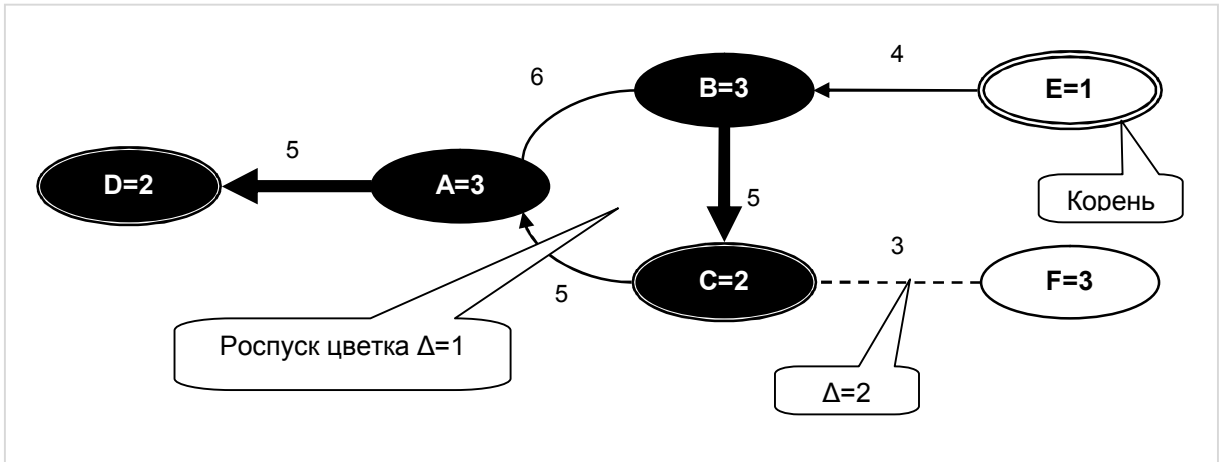 4
6
B=3
E=1
5
D=2
A=3
5
Корень
3
C=2
F=3
5
Роспуск цветка Δ=1
Δ=2